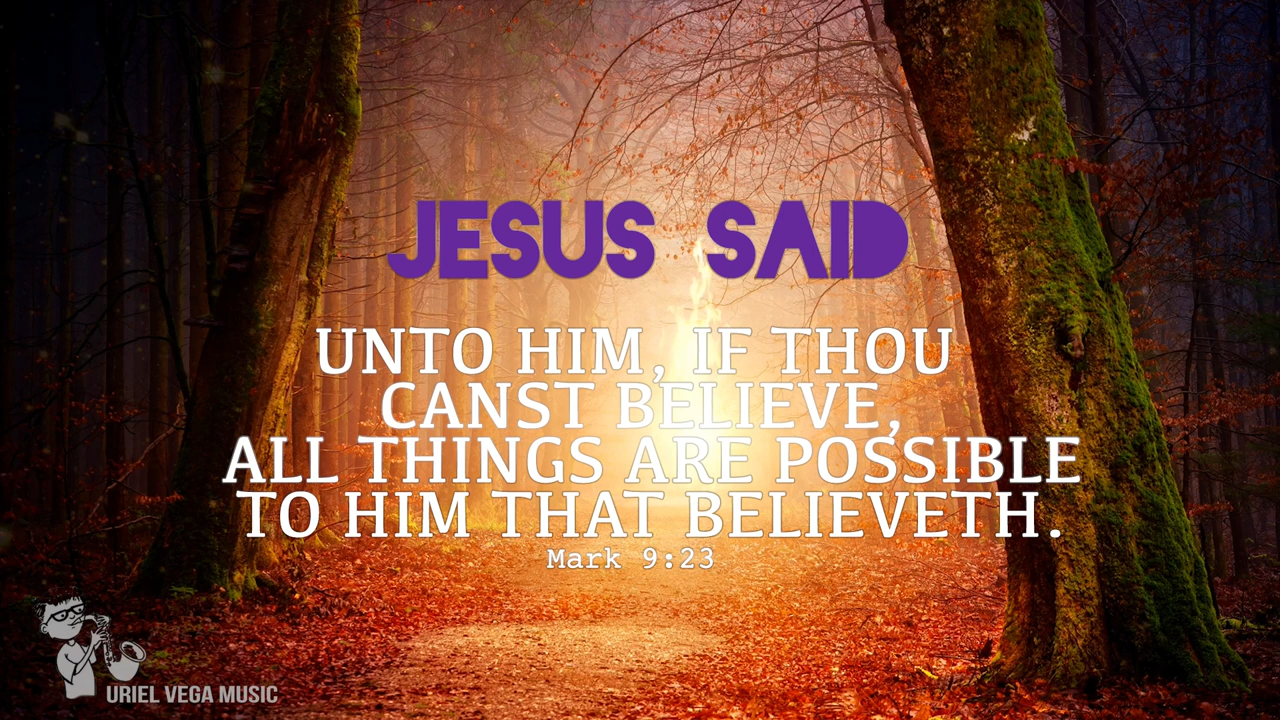 JESUS SAID
UNTO HIM, IF THOU
CANST BELIEVE,
ALL THINGS ARE POSSIBLE
TO HIM THAT BELIEVETH.
Mark 9:23
URIEL VEGA MUSIC